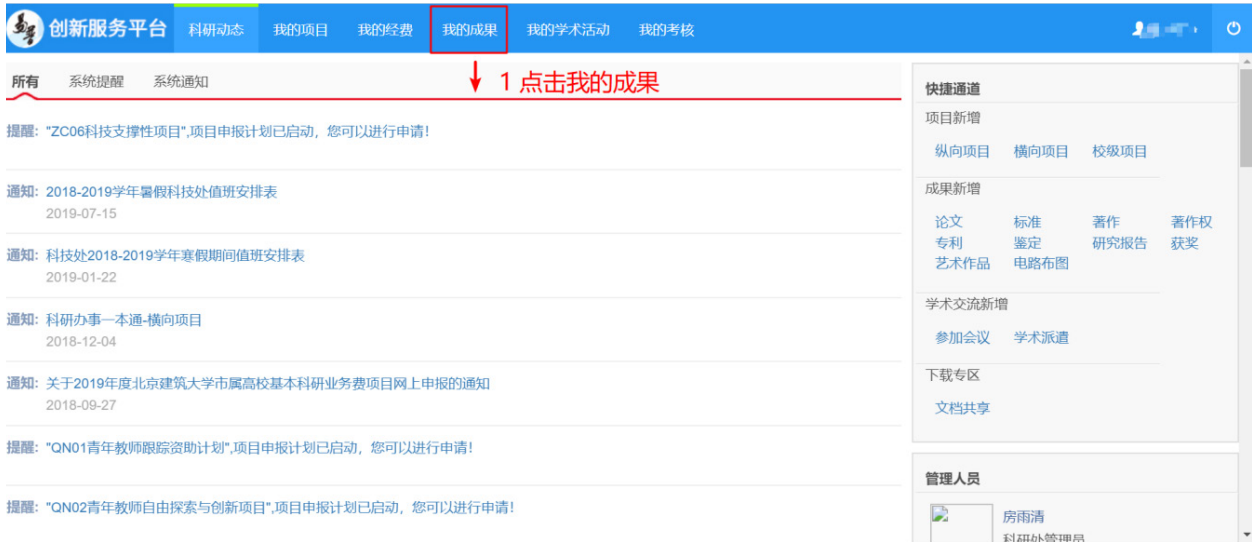 创新服务平台 科研动态 我的项目 我的经费 我的成果 我的学术活动 我的考核
1 点击我的成果
所有 系统提醒 系统通知
提醒: "ZC06科技支撑性项目",项目申报计划已启动，您可以进行申请！
通知: 2018-2019学年暑假科技处值班安排表
2019-07-15
通知: 科技处2018-2019学年寒假期间值班安排表
2019-01-22
通知: 科研办事一本通-横向项目
2018-12-04
通知: 关于2019年度北京建筑大学市属高校基本科研业务费项目网上申报的通知
2018-09-27
提醒: "QN01青年教师跟踪资助计划",项目申报计划已启动，您可以进行申请！
提醒: "QN02青年教师自由探索与创新项目",项目申报计划已启动，您可以进行申请！
快捷通道
项目新增
纵向项目 横向项目 校级项目
成果新增
论文 标准 著作 著作权
专利 鉴定 研究报告 获奖
艺术作品 电路布图
学术交流新增
参加会议 学术派遣
下载专区
文档共享
管理人员
房雨清
科研处管理员